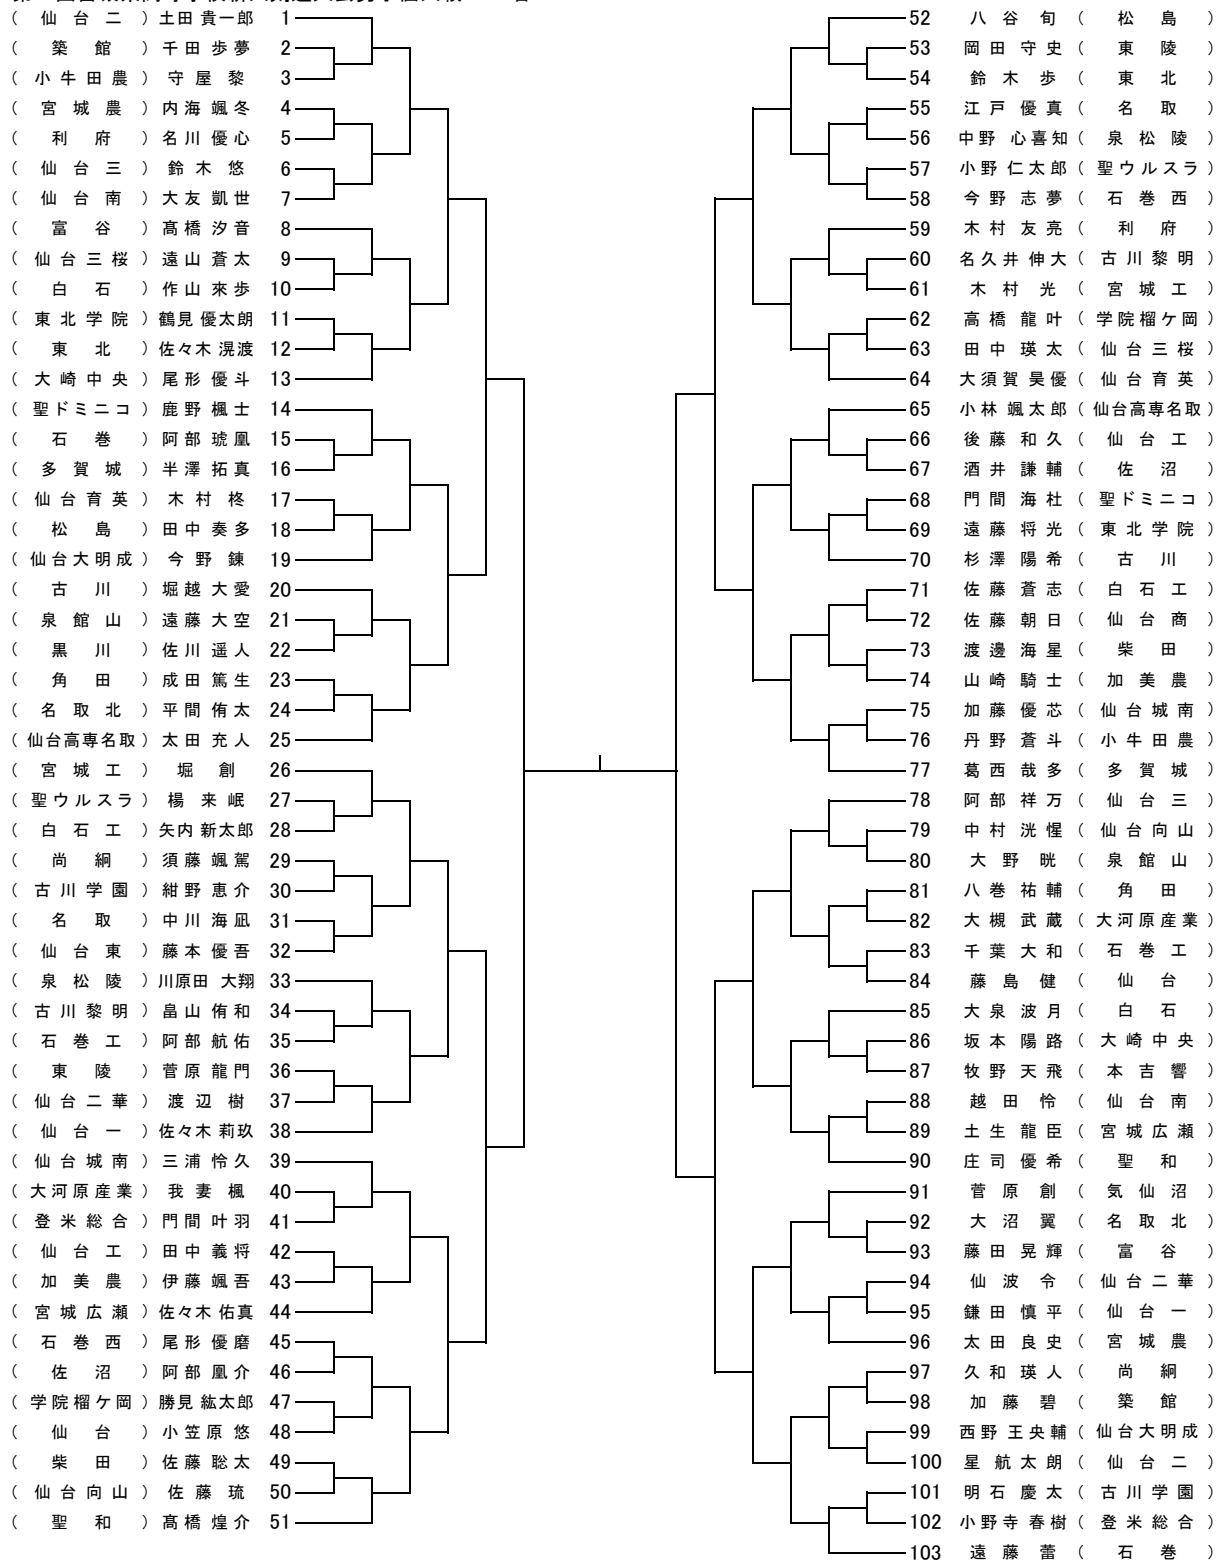 ( 仙台二 ) 土田 貴一郎 1
( 築館 ) 千田 歩夢 2
( 小牛田農 ) 守屋 黎 3
( 宮城農 ) 内海 颯冬 4
( 利府 ) 名川 優心 5
( 仙台三 ) 鈴木 悠 6
( 仙台南 ) 大友 凱世 7
( 富谷 ) 髙橋 汐音 8
( 仙台三桜 ) 遠山 蒼太 9
( 白石 ) 作山 來歩 10
( 東北学院 ) 鶴見 優太朗 11
( 東北 ) 佐々木 滉渡 12
( 大崎中央 ) 尾形 優斗 13
( 聖ドミニコ ) 鹿野 楓士 14
( 石巻 ) 阿部 琥凰 15
( 多賀城 ) 半澤 拓真 16
( 仙台育英 ) 木村 柊 17
( 松島 ) 田中 奏多 18
( 仙台大明成 ) 今野 錬 19
( 古川 ) 堀越 大愛 20
( 泉館山 ) 遠藤 大空 21
( 黒川 ) 佐川 遥人 22
( 角田 ) 成田 篤生 23
( 名取北 ) 平間 侑太 24
( 仙台高専名取 ) 太田 充人 25
( 宮城工 ) 堀 創 26
( 聖ウルスラ ) 楊 来岷 27
( 白石工 ) 矢内 新太郎 28
( 尚絅 ) 須藤 颯駕 29
( 古川学園 ) 紺野 恵介 30
( 名取 ) 中川 海凪 31
( 仙台東 ) 藤本 優吾 32
( 泉松陵 ) 川原田 大翔 33
( 古川黎明 ) 畠山 侑和 34
( 石巻工 ) 阿部 航佑 35
( 東陵 ) 菅原 龍門 36
( 仙台二華 ) 渡辺 樹 37
( 仙台一 ) 佐々木 莉玖 38
( 仙台城南 ) 三浦 怜久 39
( 大河原産業 ) 我妻 楓 40
( 登米総合 ) 門間 叶羽 41
( 仙台工 ) 田中 義将 42
( 加美農 ) 伊藤 颯吾 43
( 宮城広瀬 ) 佐々木 佑真 44
( 石巻西 ) 尾形 優磨 45
( 佐沼 ) 阿部 凰介 46
( 学院榴ケ岡 ) 勝見 紘太郎 47
( 仙台 ) 小笠原 悠 48
( 柴田 ) 佐藤 聡太 49
( 仙台向山 ) 佐藤 琉 50
( 聖和 ) 髙橋 煌介 51
52 八谷 旬 ( 松島 )
53 岡田 守史 ( 東陵 )
54 鈴木 歩 ( 東北 )
55 江戸 優真 ( 名取 )
56 中野 心喜知 ( 泉松陵 )
57 小野 仁太郎 ( 聖ウルスラ )
58 今野 志夢 ( 石巻西 )
59 木村 友亮 ( 利府 )
60 名久井 伸大 ( 古川黎明 )
61 木村 光 ( 宮城工 )
62 高橋 龍叶 ( 学院榴ケ岡 )
63 田中 瑛太 ( 仙台三桜 )
64 大須賀 昊優 ( 仙台育英 )
65 小林 颯太郎 ( 仙台高専名取 )
66 後藤 和久 ( 仙台工 )
67 酒井 謙輔 ( 佐沼 )
68 門間 海杜 ( 聖ドミニコ )
69 遠藤 将光 ( 東北学院 )
70 杉澤 陽希 ( 古川 )
71 佐藤 蒼志 ( 白石工 )
72 佐藤 朝日 ( 仙台商 )
73 渡邊 海星 ( 柴田 )
74 山崎 騎士 ( 加美農 )
75 加藤 優芯 ( 仙台城南 )
76 丹野 蒼斗 ( 小牛田農 )
77 葛西 哉多 ( 多賀城 )
78 阿部 祥万 ( 仙台三 )
79 中村 洸惺 ( 仙台向山 )
80 大野 晄 ( 泉館山 )
81 八巻 祐輔 ( 角田 )
82 大槻 武蔵 ( 大河原産業 )
83 千葉 大和 ( 石巻工 )
84 藤島 健 ( 仙台 )
85 大泉 波月 ( 白石 )
86 坂本 陽路 ( 大崎中央 )
87 牧野 天飛 ( 本吉響 )
88 越田 怜 ( 仙台南 )
89 土生 龍臣 ( 宮城広瀬 )
90 庄司 優希 ( 聖和 )
91 菅原 創 ( 気仙沼 )
92 大沼 翼 ( 名取北 )
93 藤田 晃輝 ( 富谷 )
94 仙波 令 ( 仙台二華 )
95 鎌田 慎平 ( 仙台一 )
96 太田 良史 ( 宮城農 )
97 久和 瑛人 ( 尚絅 )
98 加藤 碧 ( 築館 )
99 西野 王央輔 ( 仙台大明成 )
100 星 航太朗 ( 仙台二 )
101 明石 慶太 ( 古川学園 )
102 小野寺 春樹 ( 登米総合 )
103 遠藤 蕾 ( 石巻 )